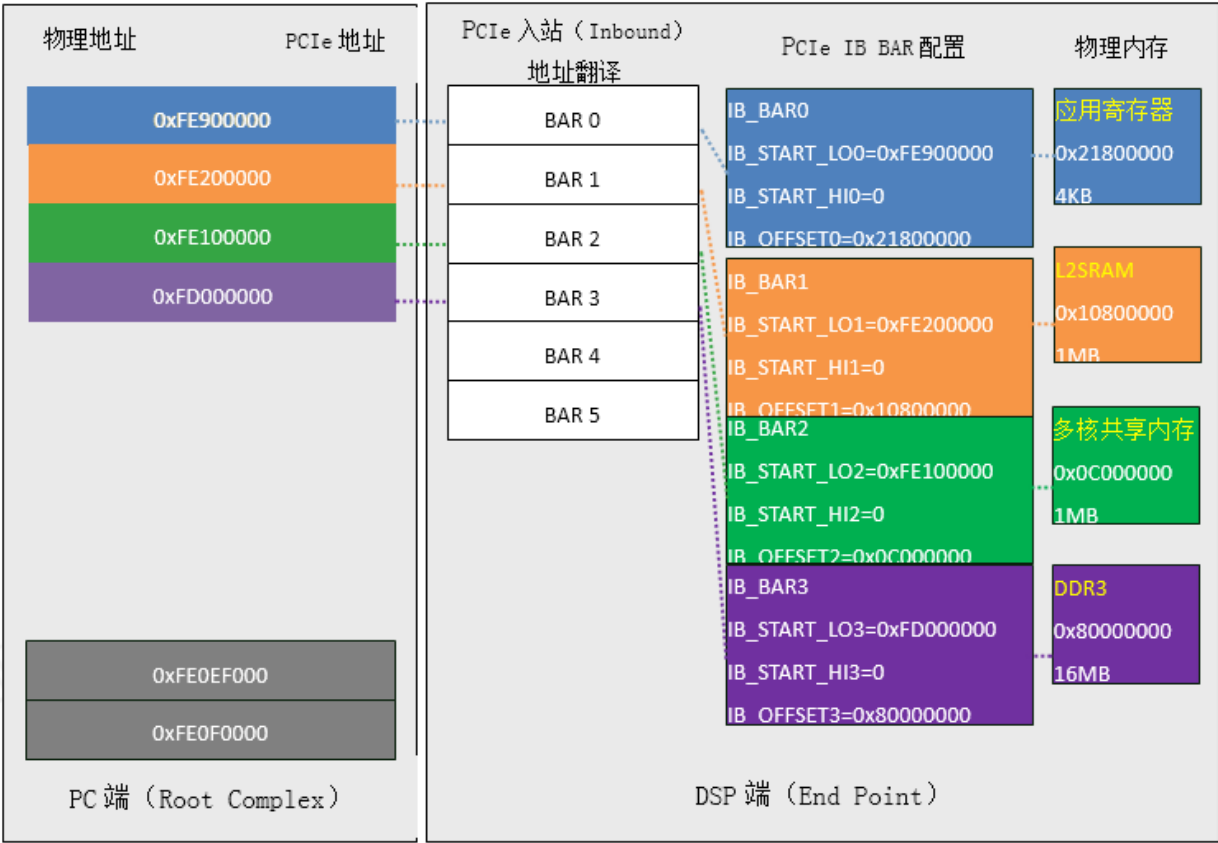 物理地址
PCIe 地址
0xFE900000
0xFE200000
0xFE100000
0xFD000000
0xFE0EF000
0xFE0F0000
PC 端（Root Complex）
PCIe 入站（Inbound）
地址翻译
BAR 0
BAR 1
BAR 2
BAR 3
BAR 4
BAR 5
PCIe IB BAR 配置
IB_BAR0
IB_START_LO0=0xFE900000
IB_START_HI0=0
IB_OFFSET0=0x21800000
IB_BAR1
IB_START_LO1=0xFE200000
IB_START_HI1=0
IB_OFFSET1=0x10800000
IB_BAR2
IB_START_LO2=0xFE100000
IB_START_HI2=0
IB_OFFSET2=0x0C000000
IB_BAR3
IB_START_LO3=0xFD000000
IB_START_HI3=0
IB_OFFSET3=0x80000000
物理内存
应用寄存器
0x21800000
4KB
L2SRAM
0x10800000
1MB
多核共享内存
0x0C000000
1MB
DDR3
0x80000000
16MB
DSP 端（End Point）